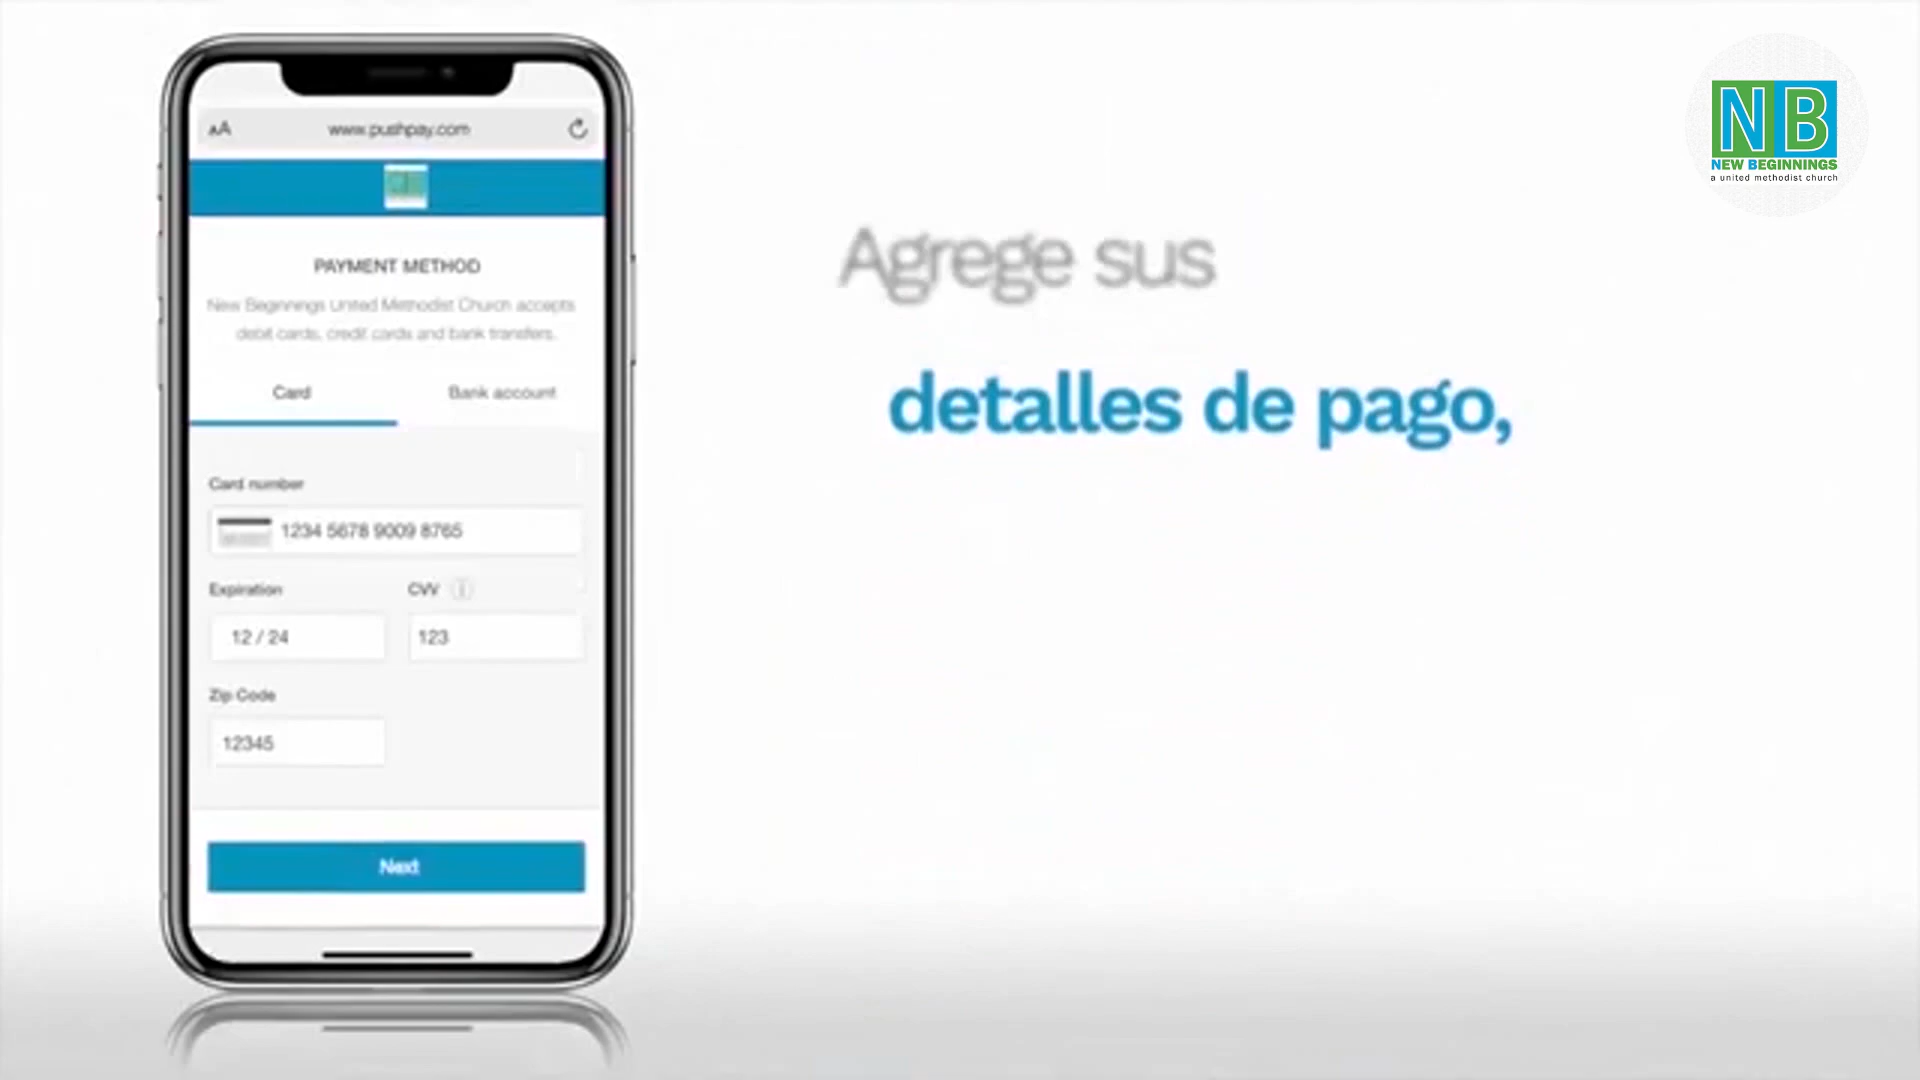 AA www.pushpay.com
PAYMENT METHOD
New Beginnings United Methodist Church accepts
debit cards, credit cards and bank transfers.
Card Bank account
Card number
1234 5678 9009 8765
Expiration CVV
12 / 24 123
Zip Code
12345
Next
Agrege sus
detalles de pago,
NB
NEW BEGINNINGS
a united methodist church